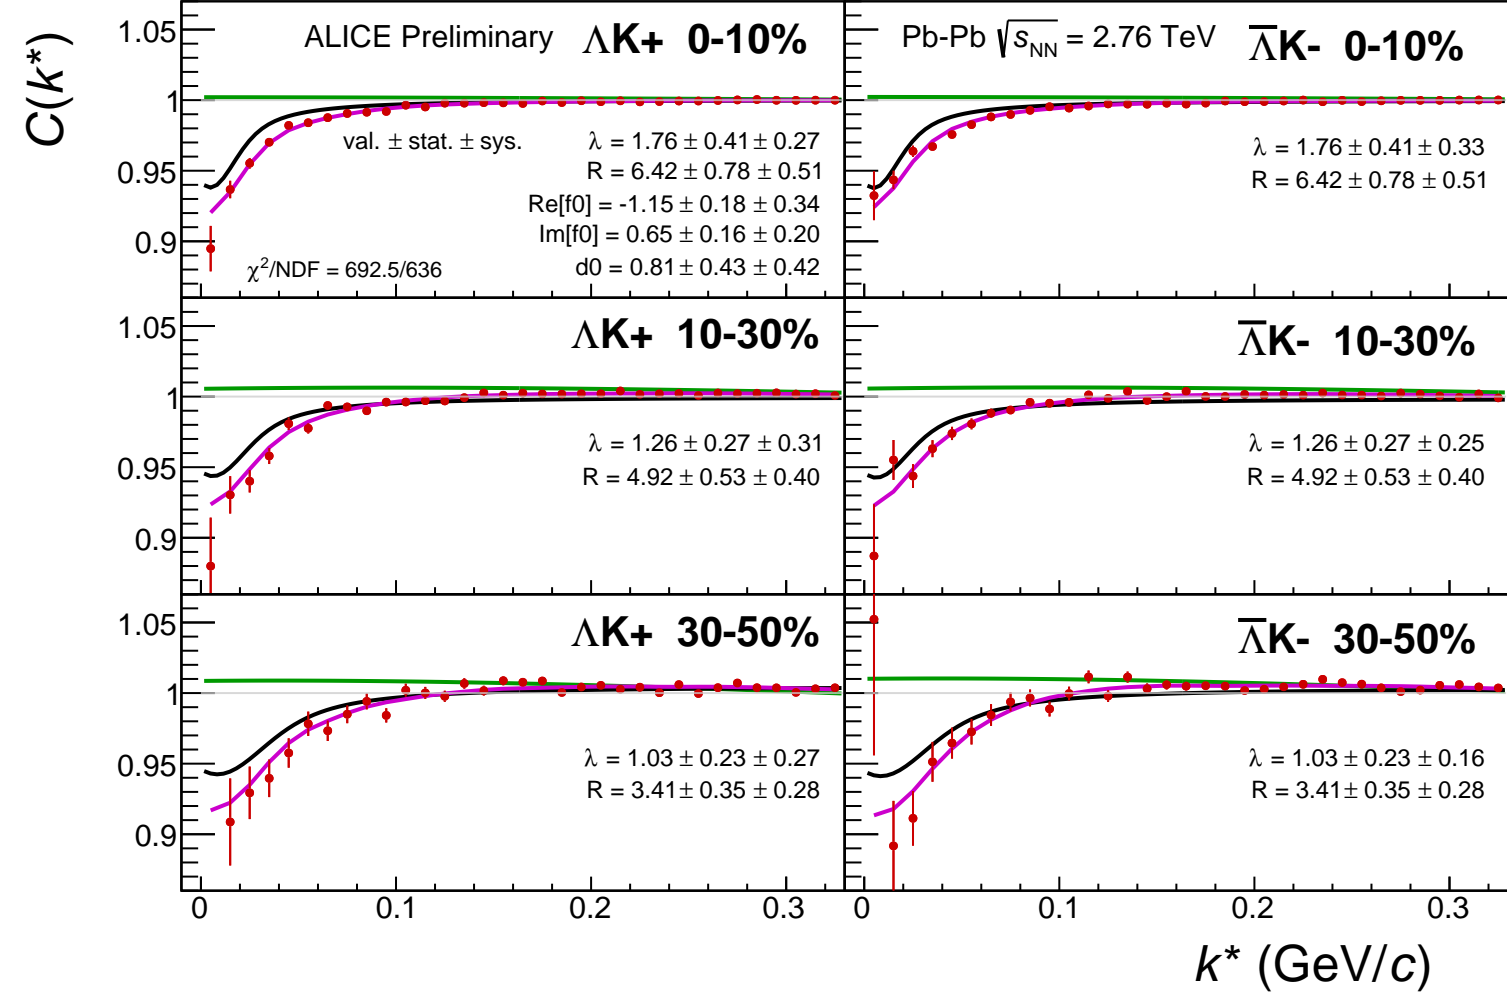 C(k*)
ALICE Preliminary ΛK+ 0-10%
val. ± stat. ± sys.
λ = 1.76 ± 0.41 ± 0.27
R = 6.42 ± 0.78 ± 0.51
Re[f0] = -1.15 ± 0.18 ± 0.34
Im[f0] = 0.65 ± 0.16 ± 0.20
d0 = 0.81 ± 0.43 ± 0.42
χ²/NDF = 692.5/636
1.05
1
0.95
0.9
Pb-Pb √s_NN = 2.76 TeV Λ̅K- 0-10%
λ = 1.76 ± 0.41 ± 0.33
R = 6.42 ± 0.78 ± 0.51
ΛK+ 10-30%
λ = 1.26 ± 0.27 ± 0.31
R = 4.92 ± 0.53 ± 0.40
1.05
1
0.95
0.9
Λ̅K- 10-30%
λ = 1.26 ± 0.27 ± 0.25
R = 4.92 ± 0.53 ± 0.40
ΛK+ 30-50%
λ = 1.03 ± 0.23 ± 0.27
R = 3.41 ± 0.35 ± 0.28
1.05
1
0.95
0.9
Λ̅K- 30-50%
λ = 1.03 ± 0.23 ± 0.16
R = 3.41 ± 0.35 ± 0.28
0 0.1 0.2 0.3
0 0.1 0.2 0.3
k* (GeV/c)